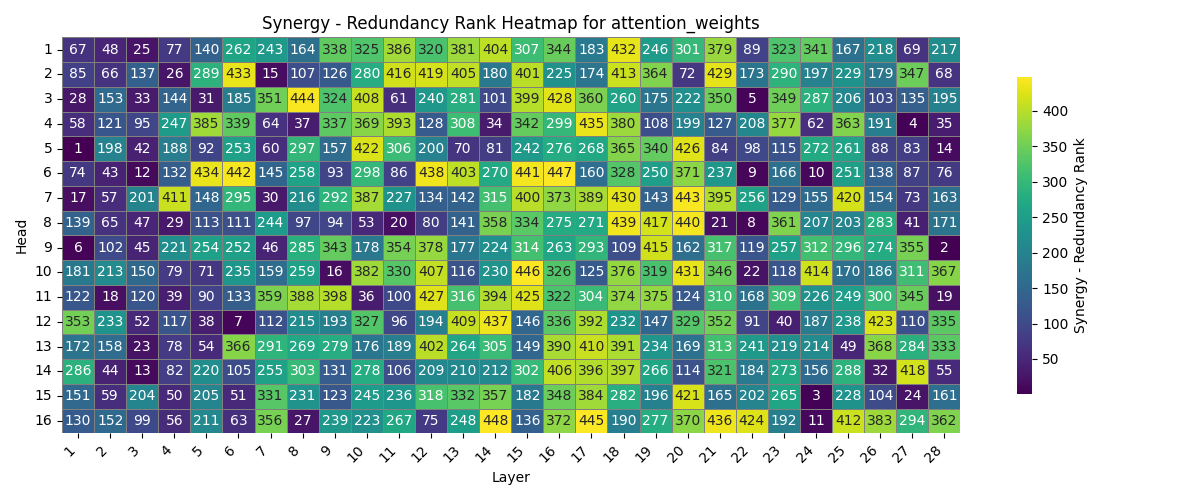 Synergy - Redundancy Rank Heatmap for attention_weights
1 67 48 25 77 140 262 243 164 338 325 386 320 381 404 307 344 183 432 246 301 379 89 323 341 167 218 69 217
2 85 66 137 26 289 433 15 107 126 280 416 419 405 180 401 225 174 413 364 72 429 173 290 197 229 179 347 68
3 28 153 33 144 31 185 351 444 324 408 61 240 281 101 399 428 360 260 175 222 350 5 349 287 206 103 135 195
4 58 121 95 247 385 339 64 37 337 369 393 128 308 34 342 299 435 380 108 199 127 208 377 62 363 191 4 35
5 1 198 42 188 92 253 60 297 157 422 306 200 70 81 242 276 268 365 340 426 84 98 115 272 261 88 83 14
6 74 43 12 132 434 442 145 258 93 298 86 438 403 270 441 447 160 328 250 371 237 9 166 10 251 138 87 76
7 17 57 201 411 148 295 30 216 292 387 227 134 142 315 400 373 389 430 143 443 395 256 129 155 420 154 73 163
8 139 65 47 29 113 111 244 97 94 53 20 80 141 358 334 275 271 439 417 440 21 8 361 207 203 283 41 171
9 6 102 45 221 254 252 46 285 343 178 354 378 177 224 314 263 293 109 415 162 317 119 257 312 296 274 355 2
10 181 213 150 79 71 235 159 259 16 382 330 407 116 230 446 326 125 376 319 431 346 22 118 414 170 186 311 367
11 122 18 120 39 90 133 359 388 398 36 100 427 316 394 425 322 304 374 375 124 310 168 309 226 249 300 345 19
12 353 233 52 117 38 7 112 215 193 327 96 194 409 437 146 336 392 232 147 329 352 91 40 187 238 423 110 335
13 172 158 23 78 54 366 291 269 279 176 189 402 264 305 149 390 410 391 234 169 313 241 219 214 49 368 284 333
14 286 44 13 82 220 105 255 303 131 278 106 209 210 212 302 406 396 397 266 114 321 184 273 156 288 32 418 55
15 151 59 204 50 205 51 331 231 123 245 236 318 332 357 182 348 384 282 196 421 165 202 265 3 228 104 24 161
16 130 152 99 56 211 63 356 27 239 223 267 75 248 448 136 372 445 190 277 370 436 424 192 11 412 383 294 362
1 2 3 4 5 6 7 8 9 10 11 12 13 14 15 16 17 18 19 20 21 22 23 24 25 26 27 28
Layer
Head
400
350
300
250
200
150
100
50
Synergy - Redundancy Rank